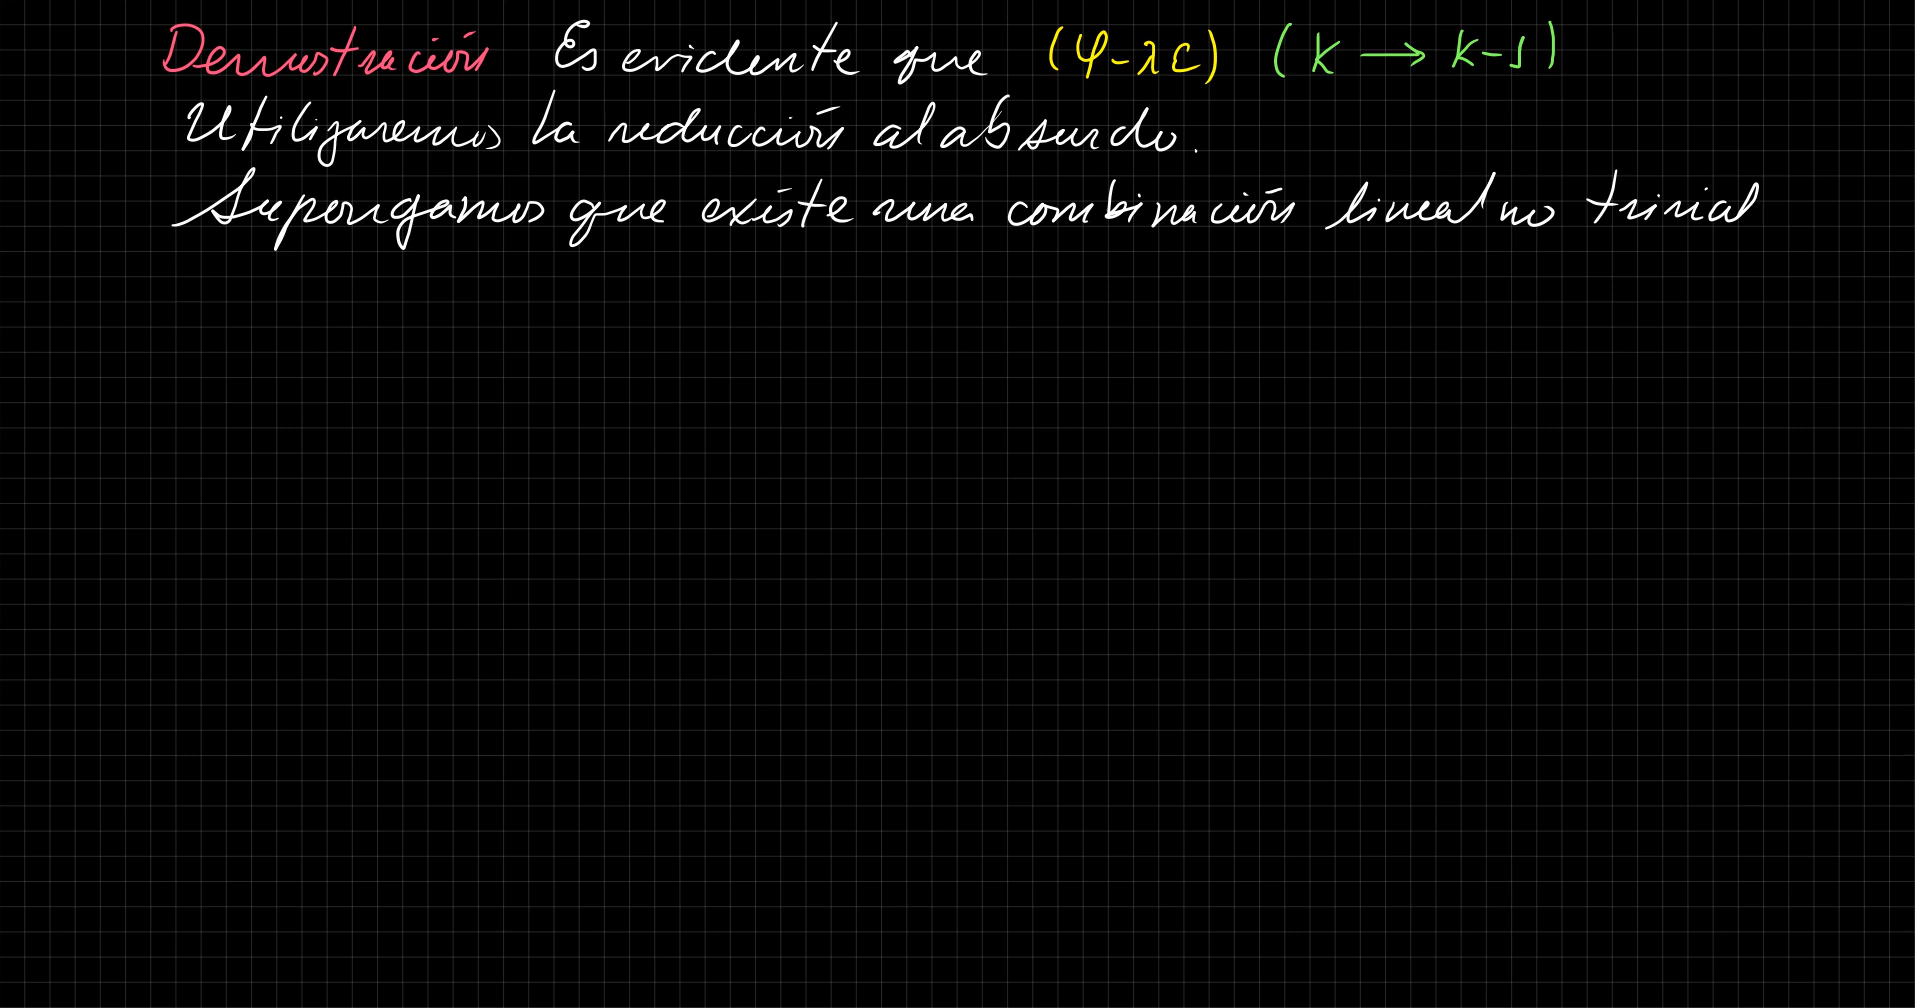 Demostración Es evidente que (φ-λc) (K → K-1)
Utilizaremos la reducción al absurdo.
Supongamos que existe una combinación lineal no trivial